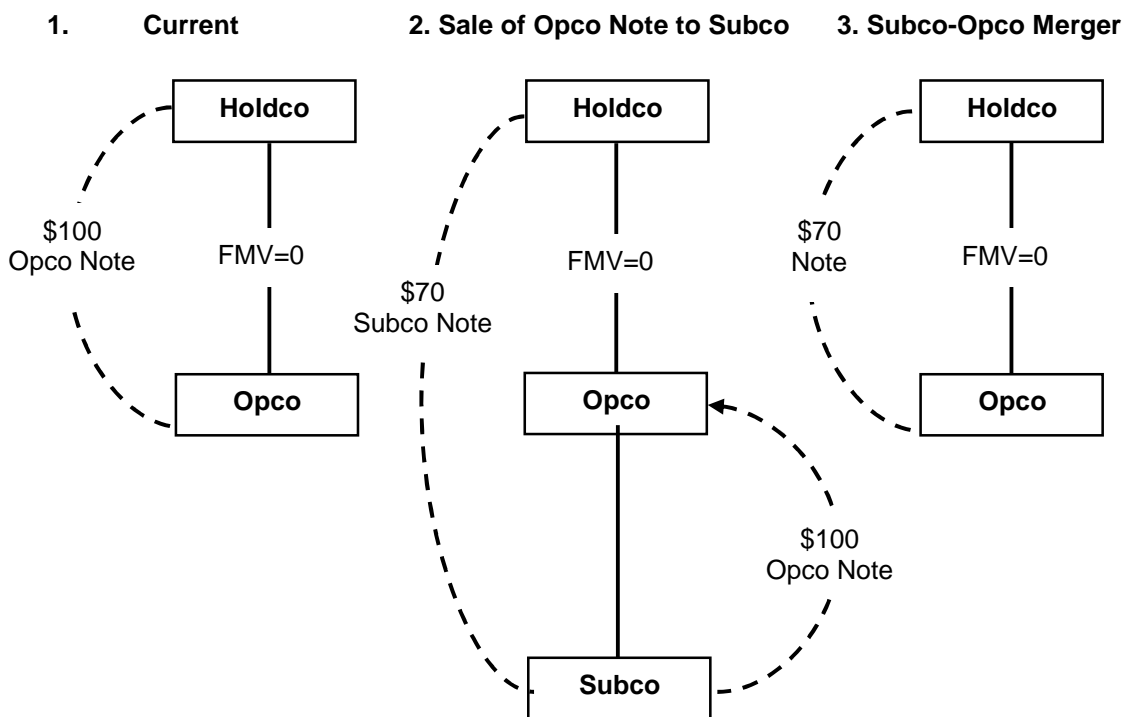 1. Current
2. Sale of Opco Note to Subco
3. Subco-Opco Merger
Holdco
$100
Opco Note
FMV=0
Opco
Holdco
$70
Subco Note
FMV=0
Opco
$100
Opco Note
Subco
Holdco
$70
Note
FMV=0
Opco